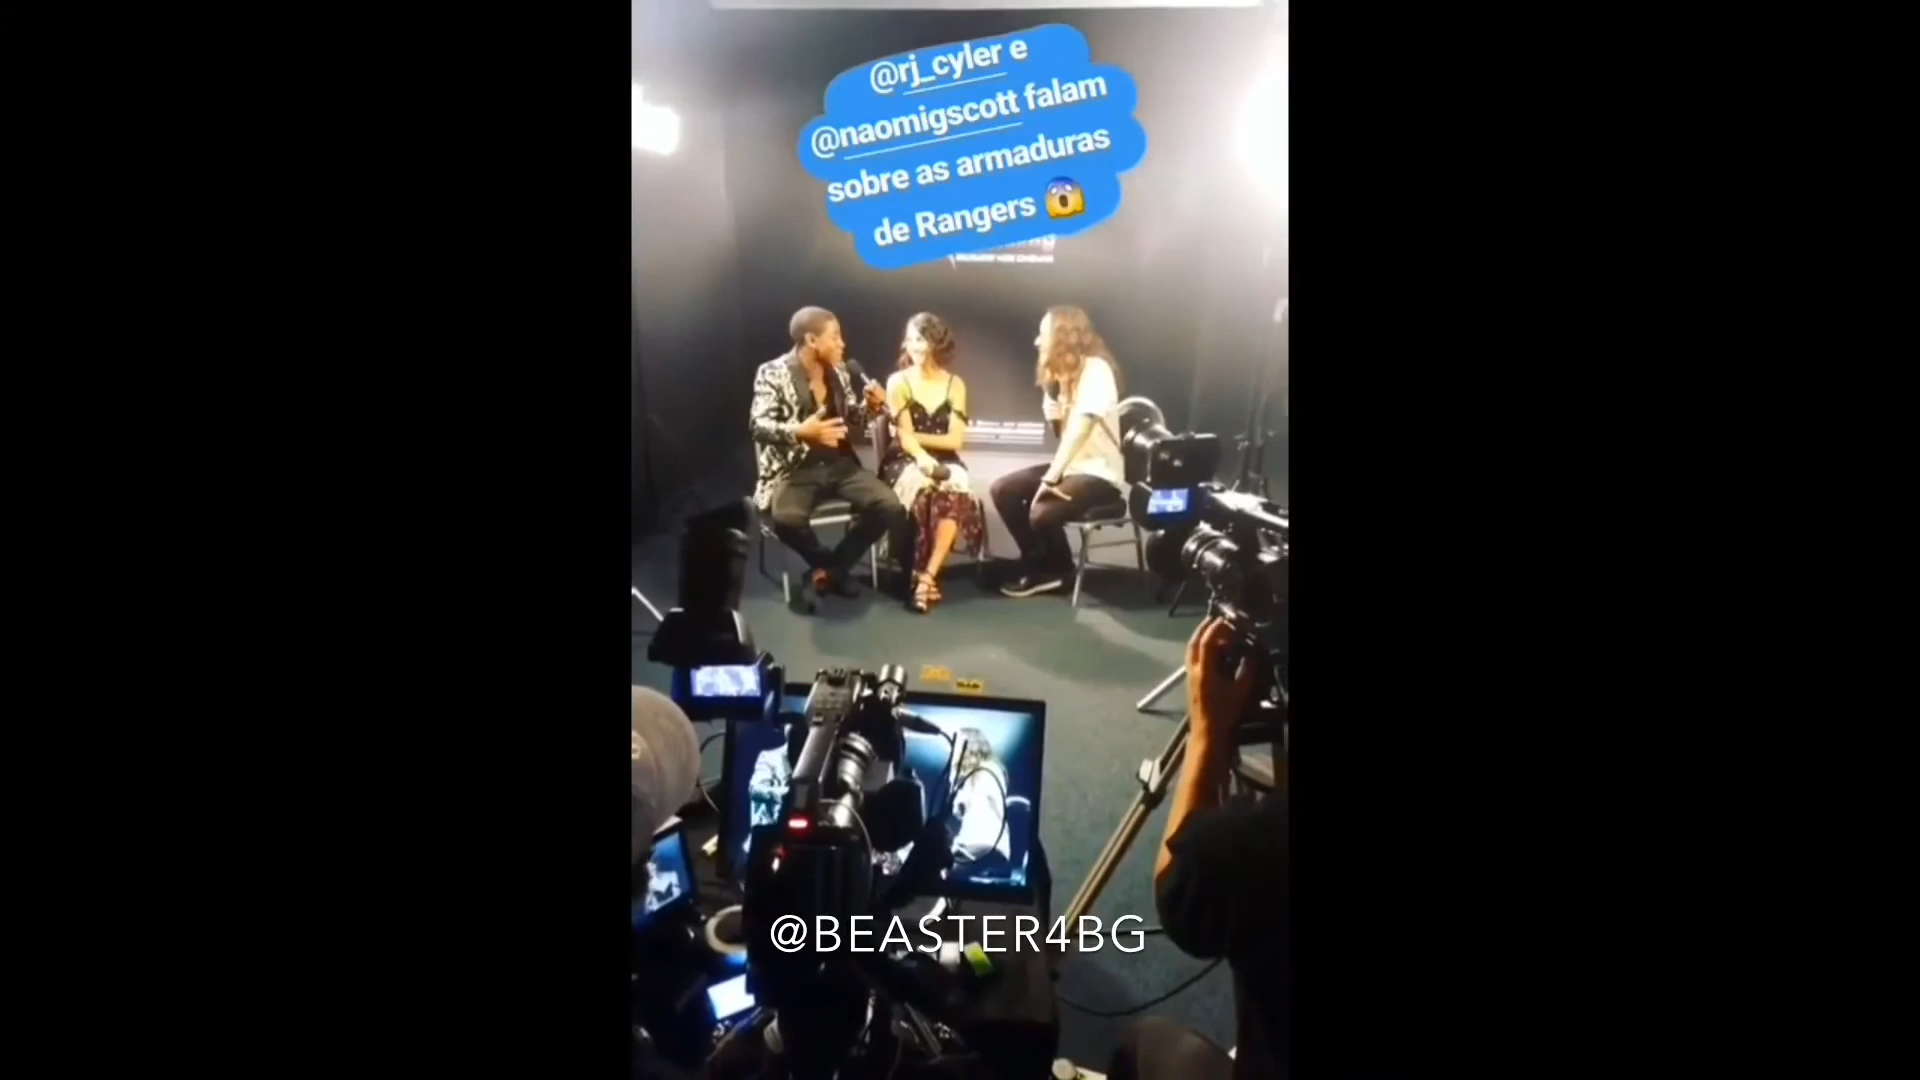 @rj_cyler e
@naomigscott falam
sobre as armaduras
de Rangers 😱
@BEASTER4BG